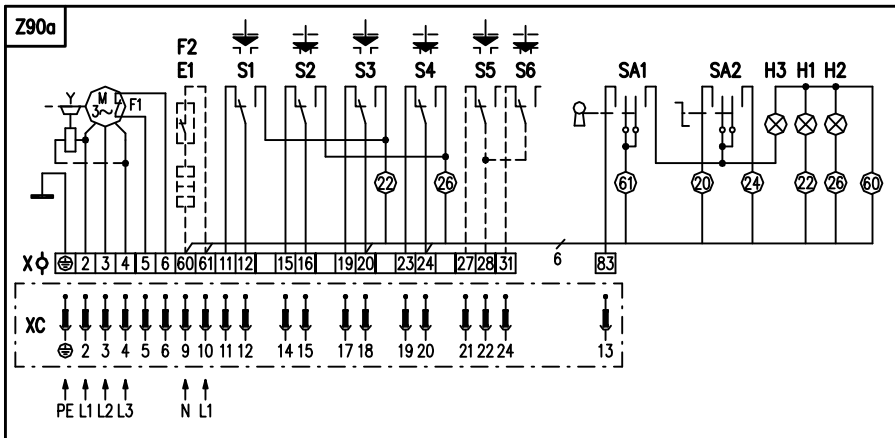 Z90a
F2
E1 S1 S2 S3 S4 S5 S6 SA1 SA2 H3 H1 H2
Y M 3~ F1
22 26 61 20 24 22 26 60
X 2 3 4 5 6 60 61 11 12 15 16 19 20 23 24 27 28 31 6 83
XC
2 3 4 5 6 9 10 11 12 14 15 17 18 19 20 21 22 24 13
PE L1 L2 L3 N L1